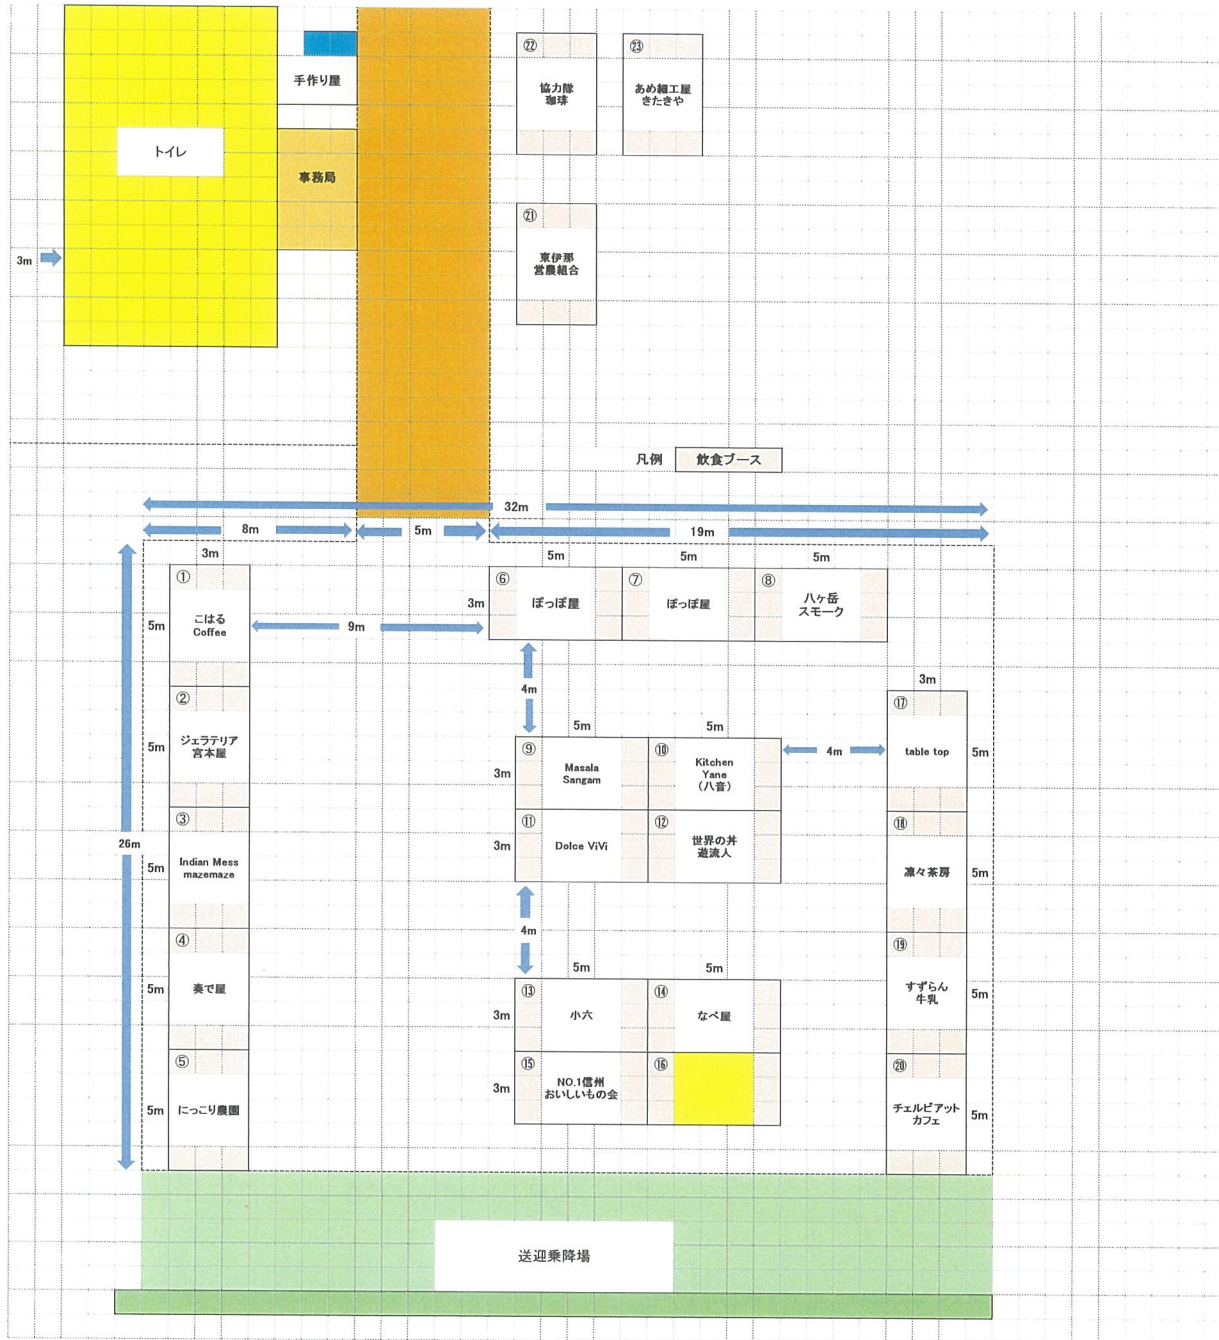 ㉒
㉓
手作り屋
協力隊
珈琲
あめ細工屋
きたきや
トイレ
事務局
㉑
3m
東伊那
営農組合
凡例
飲食ブース
32m
8m
5m
19m
3m
5m
5m
5m
①
こはる
Coffee
5m
9m
3m
⑥
ぽっぽ屋
⑦
ぽっぽ屋
⑧
八ヶ岳
スモーク
4m
3m
②
ジェラテリア
宮本屋
5m
5m
5m
⑨
Masala
Sangam
3m
⑩
Kitchen
Yane
(八音)
4m
⑰
table top
5m
③
Indian Mess
mazemaze
5m
26m
⑪
Dolce ViVi
3m
⑫
世界の丼
遊流人
⑱
凛々茶房
5m
4m
④
奏で屋
5m
5m
5m
⑬
小六
3m
⑭
なべ屋
⑲
すずらん
牛乳
5m
⑤
にっこり農園
5m
⑮
NO.1信州
おいしいもの会
3m
⑯
⑳
チェルビアット
カフェ
5m
送迎乗降場